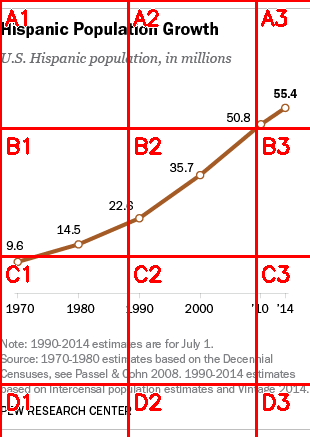 A1
A2
A3
Hispanic Population Growth
U.S. Hispanic population, in millions
55.4
50.8
B1
B2
B3
35.7
22.6
14.5
9.6
C1
C2
C3
1970 1980 1990 2000 '10 '14
Note: 1990-2014 estimates are for July 1.
Source: 1970-1980 estimates based on the Decennial
Censuses, see Passel & Cohn 2008. 1990-2014 estimates
based on intercensal population estimates and Vintage 2014.
D1
D2
D3
PEW RESEARCH CENTER